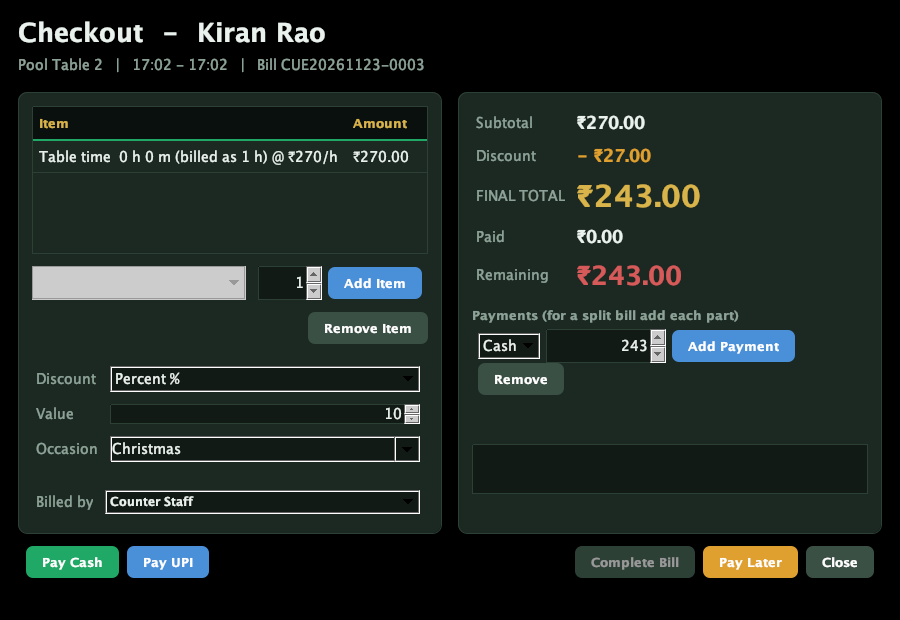 Checkout – Kiran Rao
Pool Table 2 | 17:02 – 17:02 | Bill CUE20261123-0003
Item Amount
Table time 0 h 0 m (billed as 1 h) @ ₹270/h ₹270.00
1 Add Item
Remove Item
Discount Percent %
Value 10
Occasion Christmas
Billed by Counter Staff
Subtotal ₹270.00
Discount – ₹27.00
FINAL TOTAL ₹243.00
Paid ₹0.00
Remaining ₹243.00
Payments (for a split bill add each part)
Cash 243 Add Payment
Remove
Pay Cash Pay UPI Complete Bill Pay Later Close